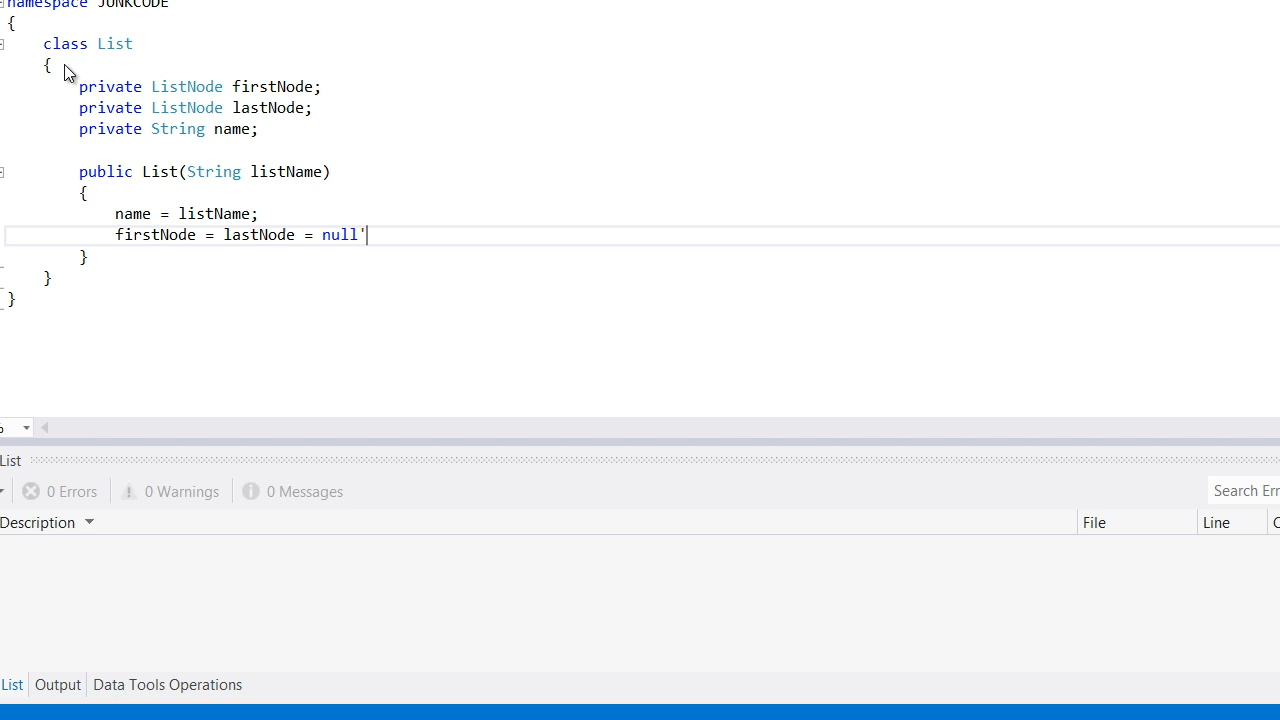 namespace JUNKCODE
{
class List
{
private ListNode firstNode;
private ListNode lastNode;
private String name;
public List(String listName)
{
name = listName;
firstNode = lastNode = null'
}
}
}
List
0 Errors
0 Warnings
0 Messages
Search Err
Description
File
Line
List
Output
Data Tools Operations